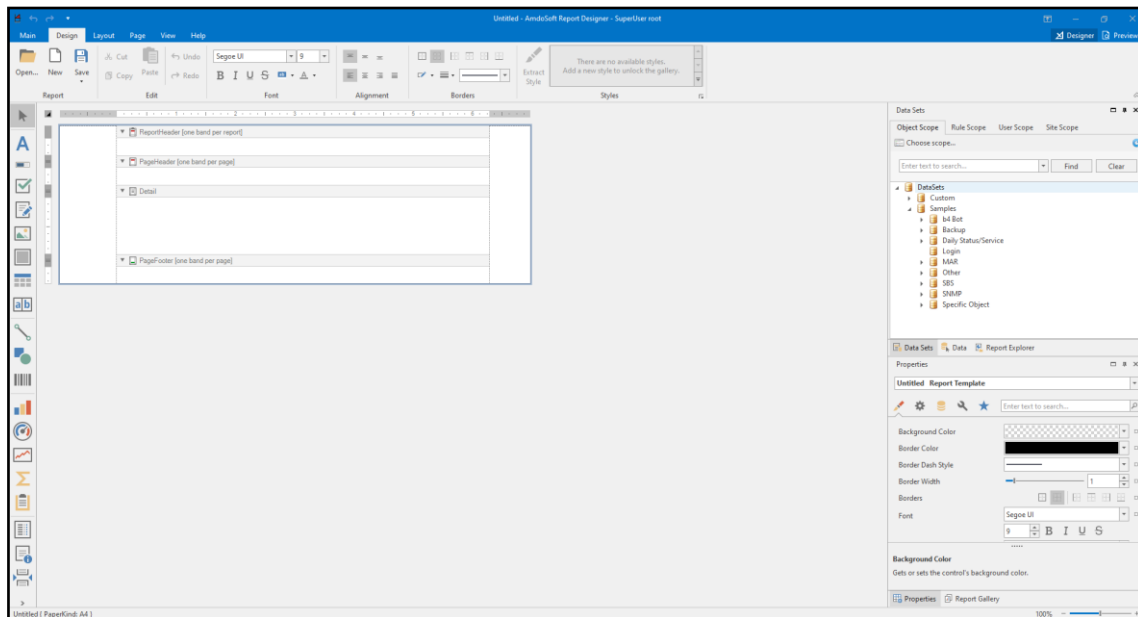 Untitled - AmdoSoft Report Designer - SuperUser root
Main Design Layout Page View Help
Designer Preview
Open... New Save
Cut
Copy
Paste
Undo
Redo
Segoe UI 9
B I U S A
Extract
Style
There are no available styles.
Add a new style to unlock the gallery.
Report Edit Font Alignment Borders Styles
ReportHeader [one band per report]
PageHeader [one band per page]
Detail
PageFooter [one band per page]
Data Sets
Object Scope Rule Scope User Scope Site Scope
Choose scope...
Enter text to search... Find Clear
DataSets
Custom
Samples
b4 Bot
Backup
Daily Status/Service
Login
MAR
Other
SBS
SNMP
Specific Object
Data Sets Data Report Explorer
Properties
Untitled Report Template
Enter text to search...
Background Color
Border Color
Border Dash Style
Border Width 1
Borders
Font Segoe UI
9 B I U S
Background Color
Gets or sets the control's background color.
Properties Report Gallery
Untitled { PaperKind: A4 } 100%